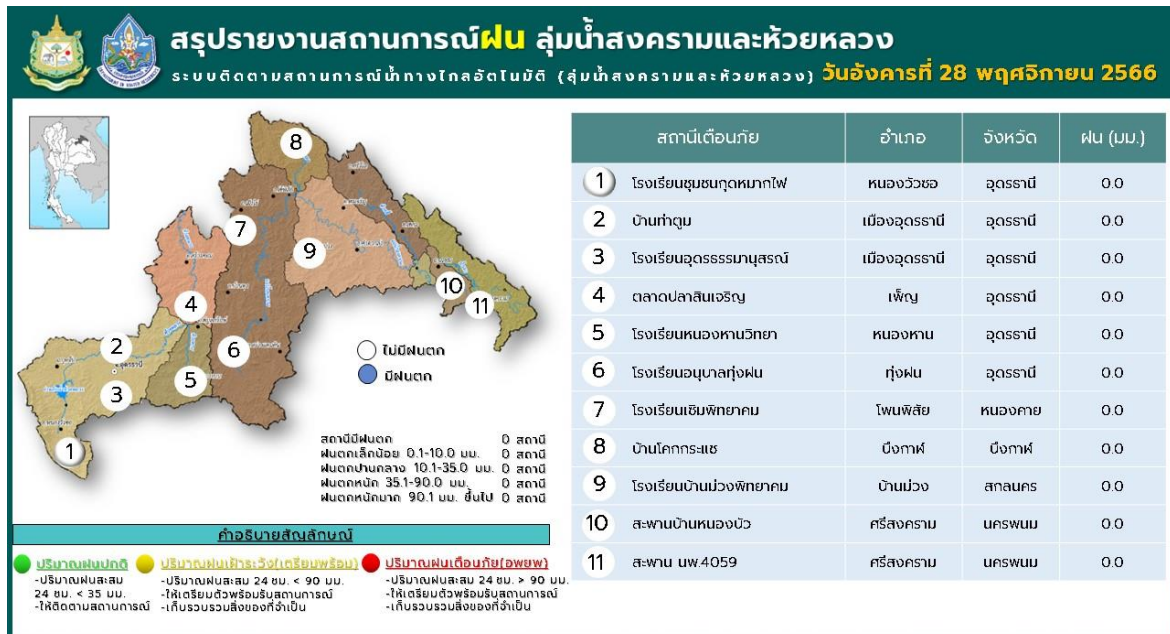 สรุปรายงานสถานการณ์ฝน ลุ่มน้ำสงครามและห้วยหลวง
ระบบติดตามสถานการณ์น้ำทางไกลอัตโนมัติ (ลุ่มน้ำสงครามและห้วยหลวง) วันอังคารที่ 28 พฤศจิกายน 2566
สถานีเตือนภัย อำเภอ จังหวัด ฝน (มม.)
1 โรงเรียนชุมชนกุดหมากไฟ หนองวัวซอ อุดรธานี 0.0
2 บ้านท่าตูม เมืองอุดรธานี อุดรธานี 0.0
3 โรงเรียนอุดรธรรมานุสรณ์ เมืองอุดรธานี อุดรธานี 0.0
4 ตลาดปลาสินเจริญ เพ็ญ อุดรธานี 0.0
5 โรงเรียนหนองหานวิทยา หนองหาน อุดรธานี 0.0
6 โรงเรียนอนุบาลทุ่งฝน ทุ่งฝน อุดรธานี 0.0
7 โรงเรียนเซิมพิทยาคม โพนพิสัย หนองคาย 0.0
8 บ้านโคกกระแซ บึงกาฬ บึงกาฬ 0.0
9 โรงเรียนบ้านม่วงพิทยาคม บ้านม่วง สกลนคร 0.0
10 สะพานบ้านหนองบัว ศรีสงคราม นครพนม 0.0
11 สะพาน นพ.4059 ศรีสงคราม นครพนม 0.0
8
7
9
10
11
4
2
6
5
3
1
อุดรธานี
ไม่มีฝนตก
มีฝนตก
สถานีมีฝนตก 0 สถานี
ฝนตกเล็กน้อย 0.1-10.0 มม. 0 สถานี
ฝนตกปานกลาง 10.1-35.0 มม. 0 สถานี
ฝนตกหนัก 35.1-90.0 มม. 0 สถานี
ฝนตกหนักมาก 90.1 มม. ขึ้นไป 0 สถานี
คำอธิบายสัญลักษณ์
ปริมาณฝนปกติ
-ปริมาณฝนสะสม
24 ชม. < 35 มม.
-ให้ติดตามสถานการณ์
ปริมาณฝนเฝ้าระวัง(เตรียมพร้อม)
-ปริมาณฝนสะสม 24 ชม. < 90 มม.
-ให้เตรียมตัวพร้อมรับสถานการณ์
-เก็บรวบรวมสิ่งของที่จำเป็น
ปริมาณฝนเตือนภัย(อพยพ)
-ปริมาณฝนสะสม 24 ชม. > 90 มม.
-ให้เตรียมตัวพร้อมรับสถานการณ์
-เก็บรวบรวมสิ่งของที่จำเป็น